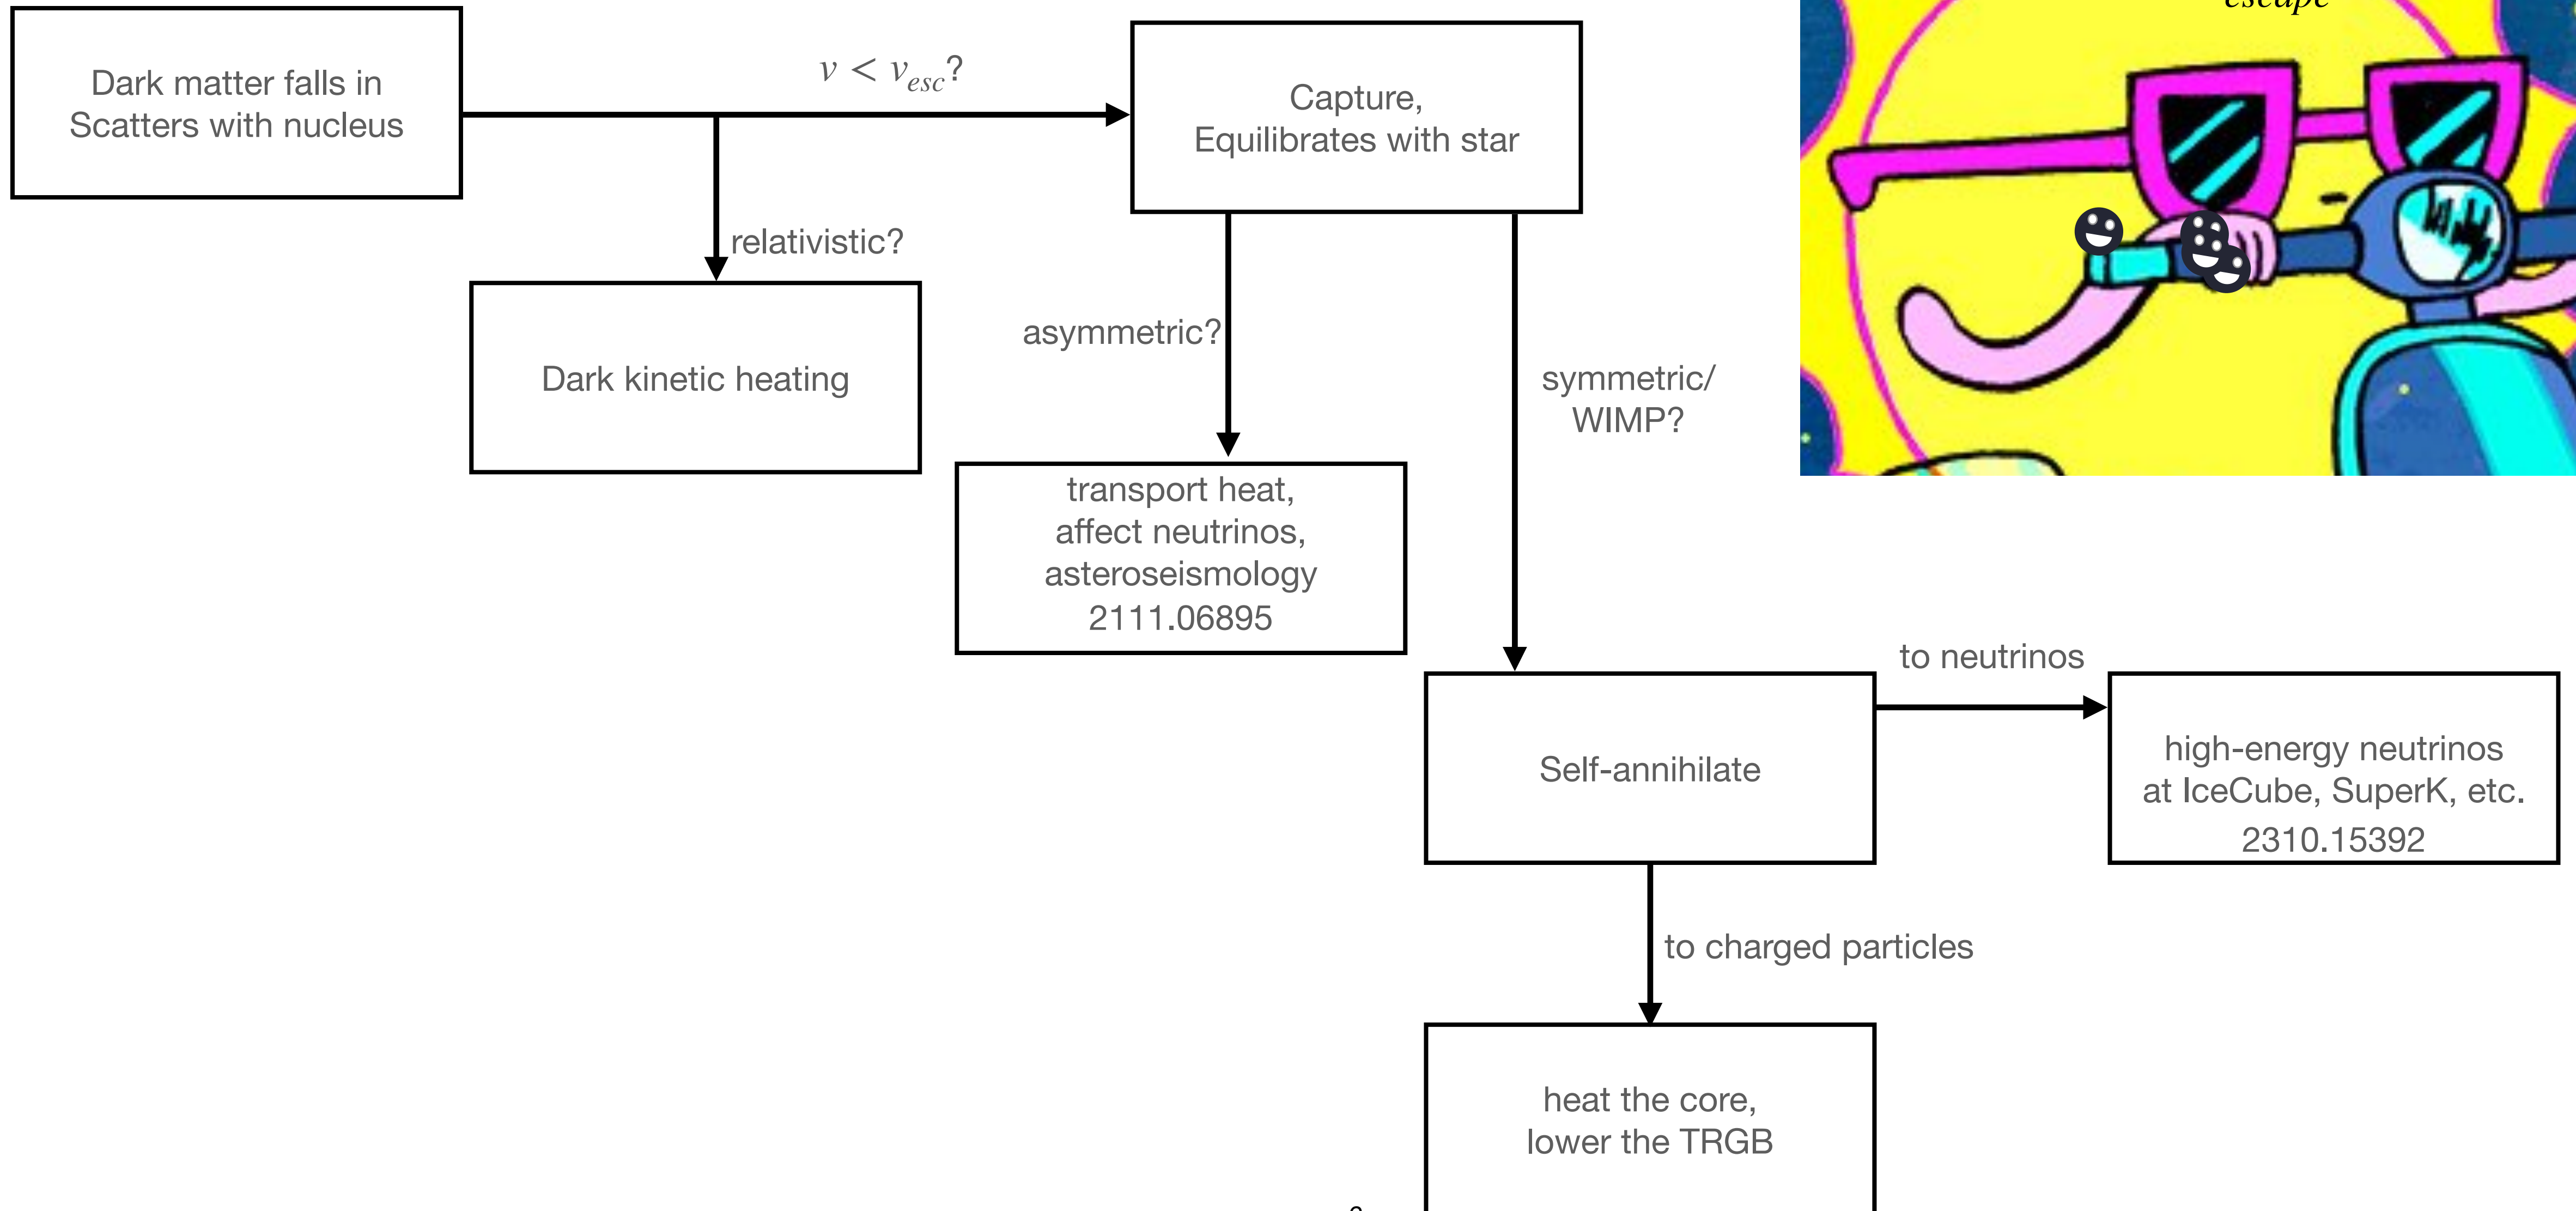 escape
Dark matter falls in
Scatters with nucleus
v < v_esc?
Capture,
Equilibrates with star
relativistic?
Dark kinetic heating
asymmetric?
symmetric/
WIMP?
transport heat,
affect neutrinos,
asteroseismology
2111.06895
Self-annihilate
to neutrinos
high-energy neutrinos
at IceCube, SuperK, etc.
2310.15392
to charged particles
heat the core,
lower the TRGB